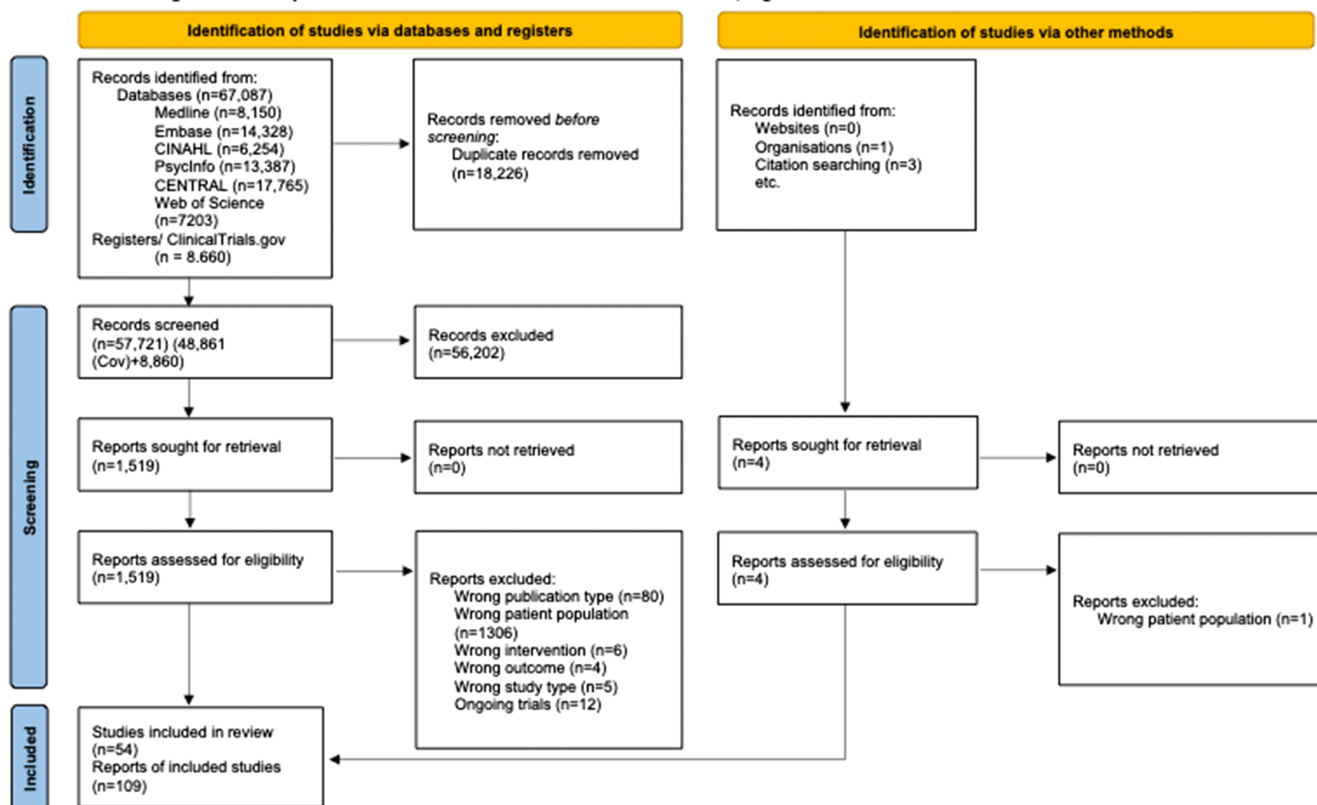 Identification of studies via databases and registers
Identification of studies via other methods
Identification
Records identified from:
Databases (n=67,087)
Medline (n=8,150)
Embase (n=14,328)
CINAHL (n=6,254)
PsycInfo (n=13,387)
CENTRAL (n=17,765)
Web of Science
(n=7203)
Registers/ ClinicalTrials.gov
(n = 8.660)
Records removed before
screening:
Duplicate records removed
(n=18,226)
Records identified from:
Websites (n=0)
Organisations (n=1)
Citation searching (n=3)
etc.
Screening
Records screened
(n=57,721) (48,861
(Cov)+8,860)
Records excluded
(n=56,202)
Reports sought for retrieval
(n=1,519)
Reports not retrieved
(n=0)
Reports sought for retrieval
(n=4)
Reports not retrieved
(n=0)
Reports assessed for eligibility
(n=1,519)
Reports excluded:
Wrong publication type (n=80)
Wrong patient population
(n=1306)
Wrong intervention (n=6)
Wrong outcome (n=4)
Wrong study type (n=5)
Ongoing trials (n=12)
Reports assessed for eligibility
(n=4)
Reports excluded:
Wrong patient population (n=1)
Included
Studies included in review
(n=54)
Reports of included studies
(n=109)